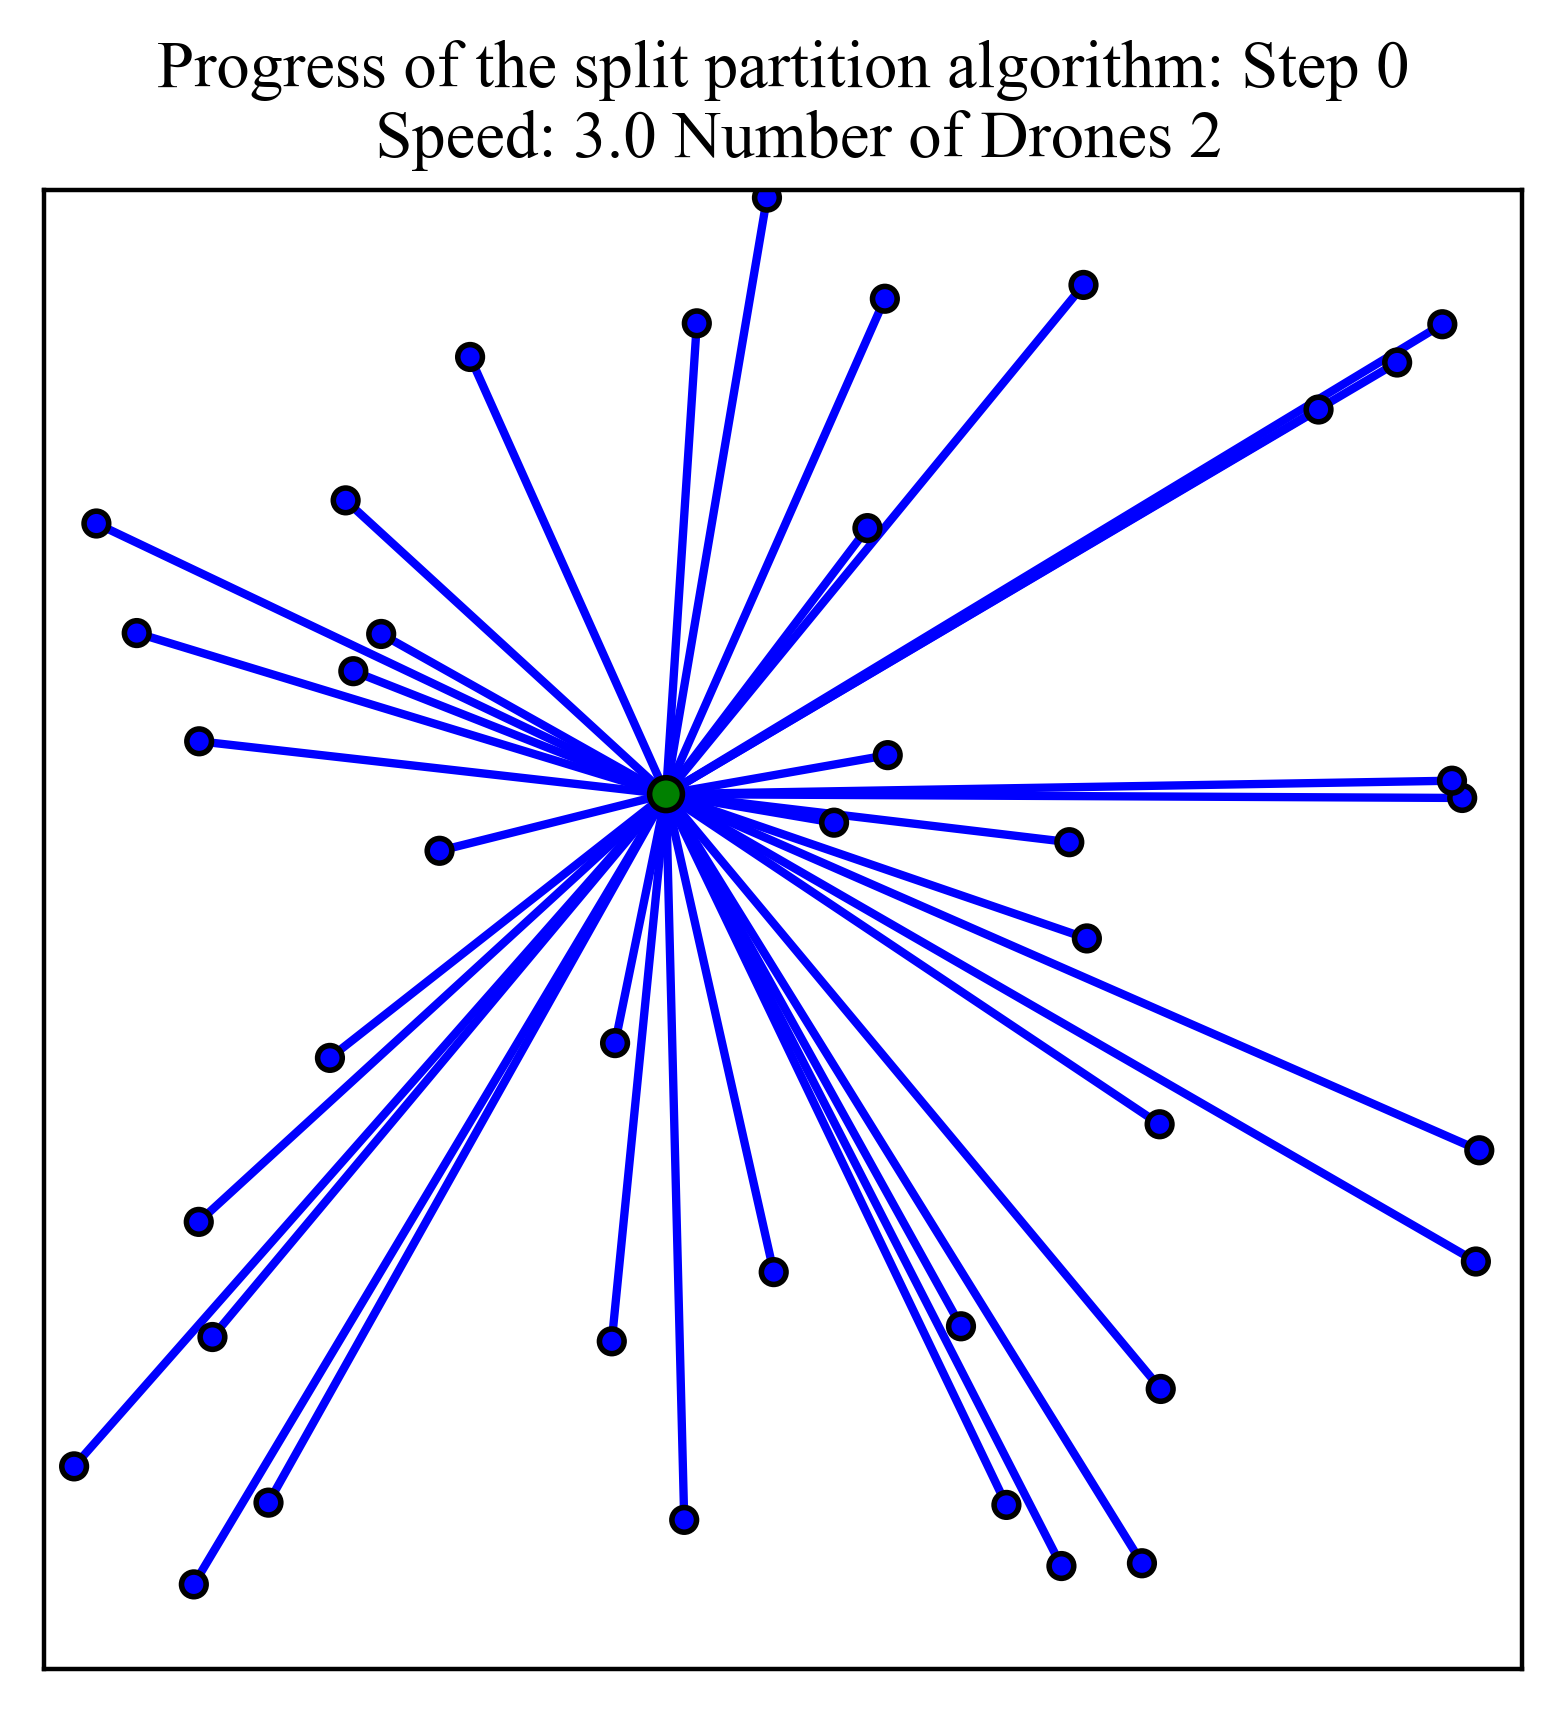 Progress of the split partition algorithm: Step 0
Speed: 3.0 Number of Drones 2